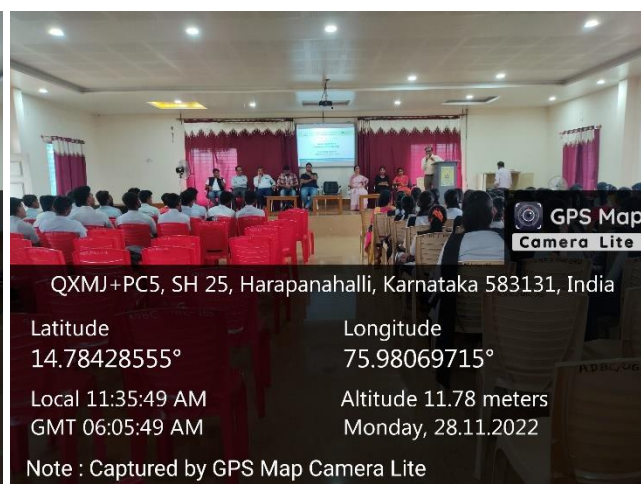 GPS Map
Camera Lite
QXMJ+PC5, SH 25, Harapanahalli, Karnataka 583131, India
Latitude
14.78428555°
Longitude
75.98069715°
Local 11:35:49 AM
GMT 06:05:49 AM
Altitude 11.78 meters
Monday, 28.11.2022
Note : Captured by GPS Map Camera Lite